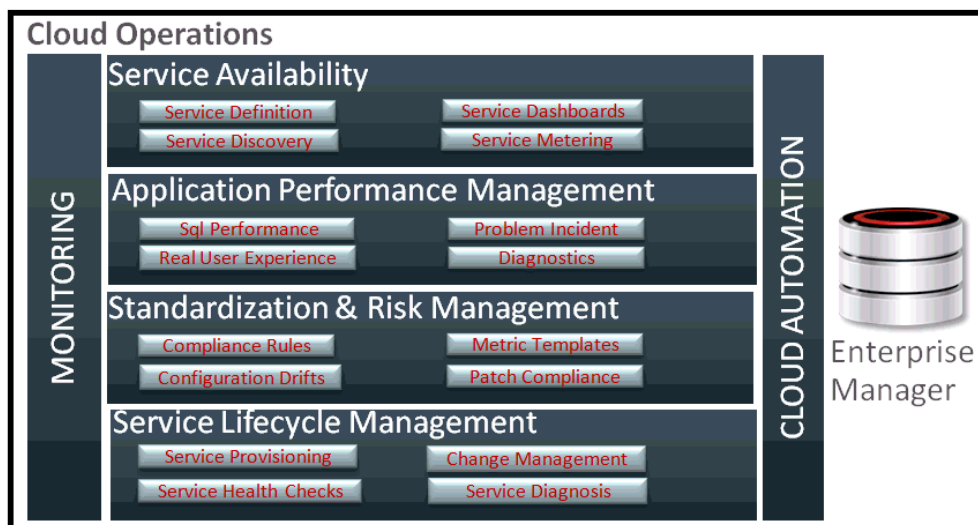 Cloud Operations
MONITORING
Service Availability
Service Definition
Service Dashboards
Service Discovery
Service Metering
Application Performance Management
Sql Performance
Problem Incident
Real User Experience
Diagnostics
Standardization & Risk Management
Compliance Rules
Metric Templates
Configuration Drifts
Patch Compliance
Service Lifecycle Management
Service Provisioning
Change Management
Service Health Checks
Service Diagnosis
CLOUD AUTOMATION
Enterprise
Manager